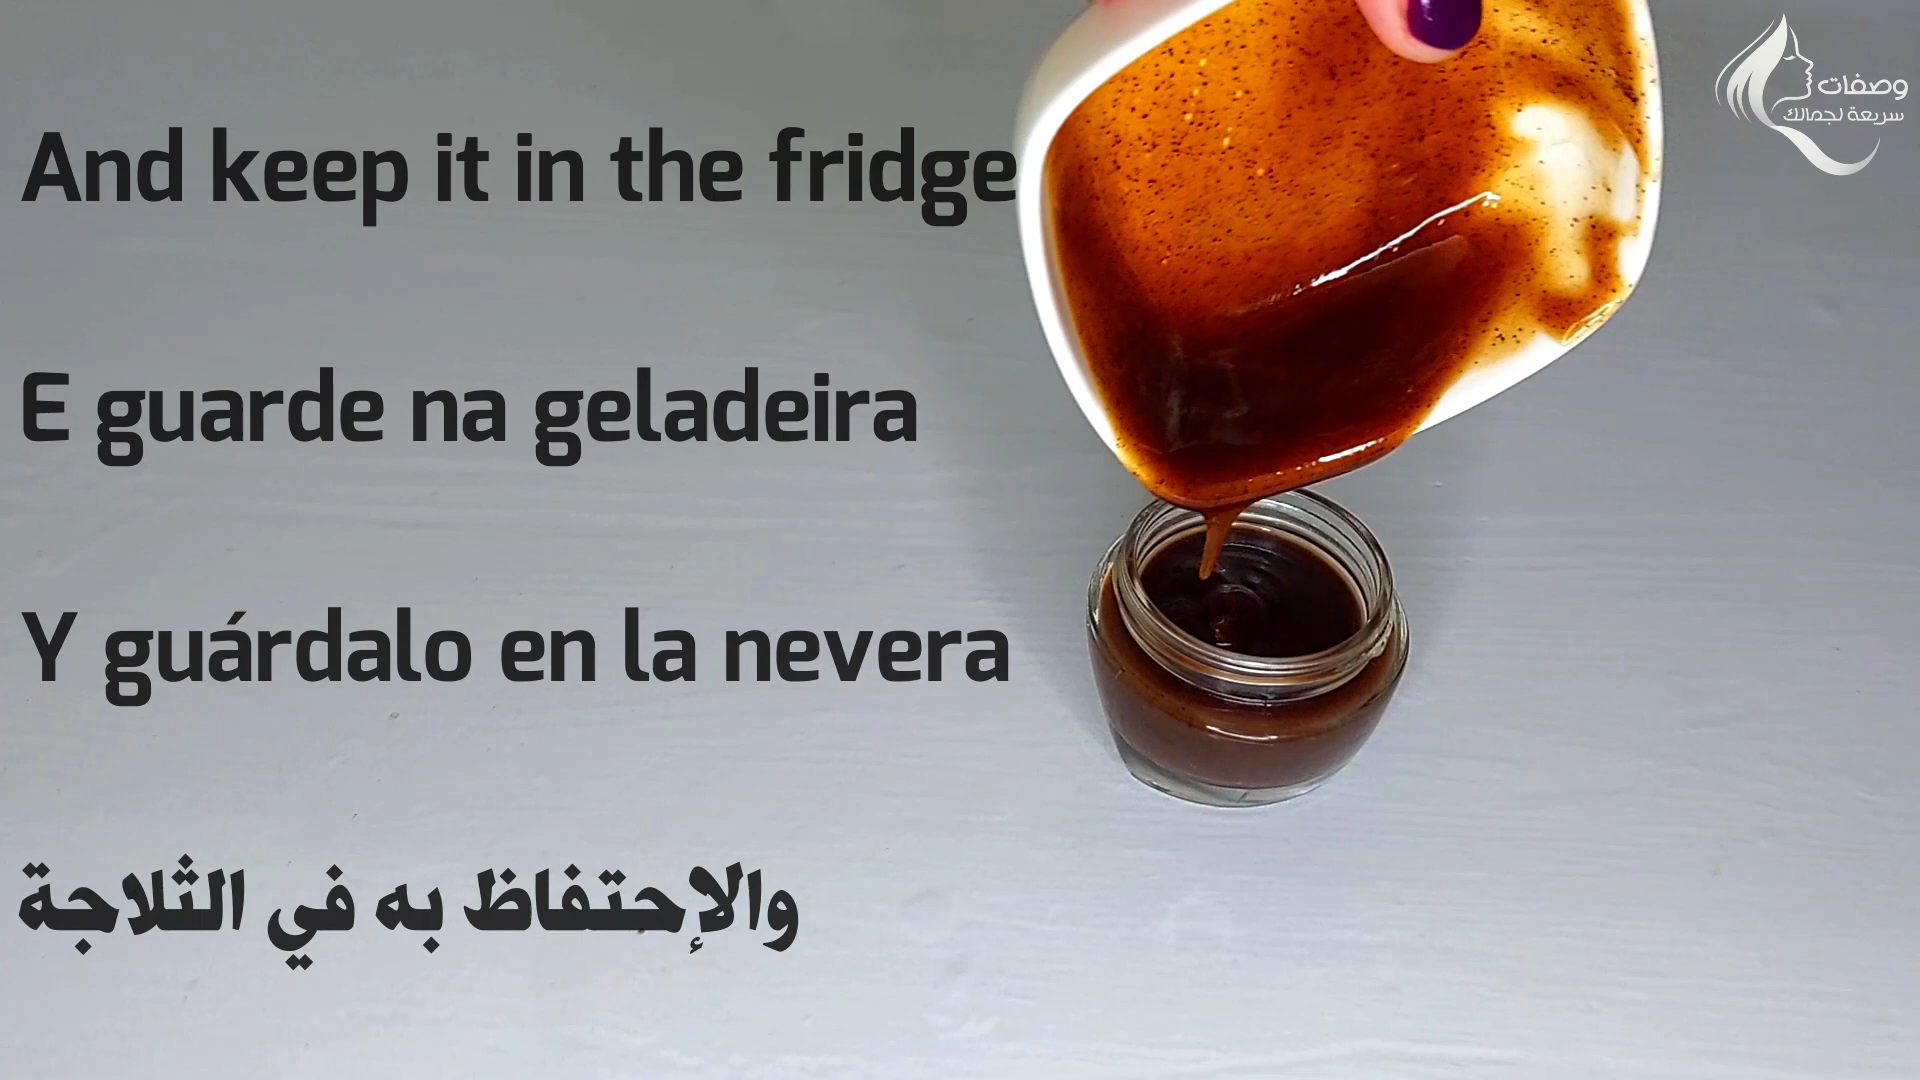 And keep it in the fridge
E guarde na geladeira
Y guárdalo en la nevera
والإحتفاظ به في الثلاجة
وصفات
سريعة لجمالك